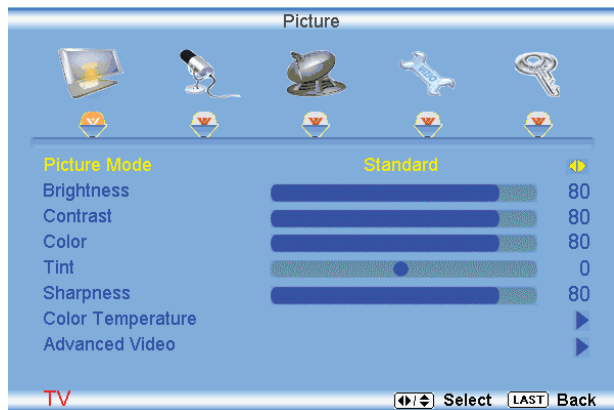 Picture
Picture Mode Standard
Brightness 80
Contrast 80
Color 80
Tint 0
Sharpness 80
Color Temperature
Advanced Video
TV Select LAST Back